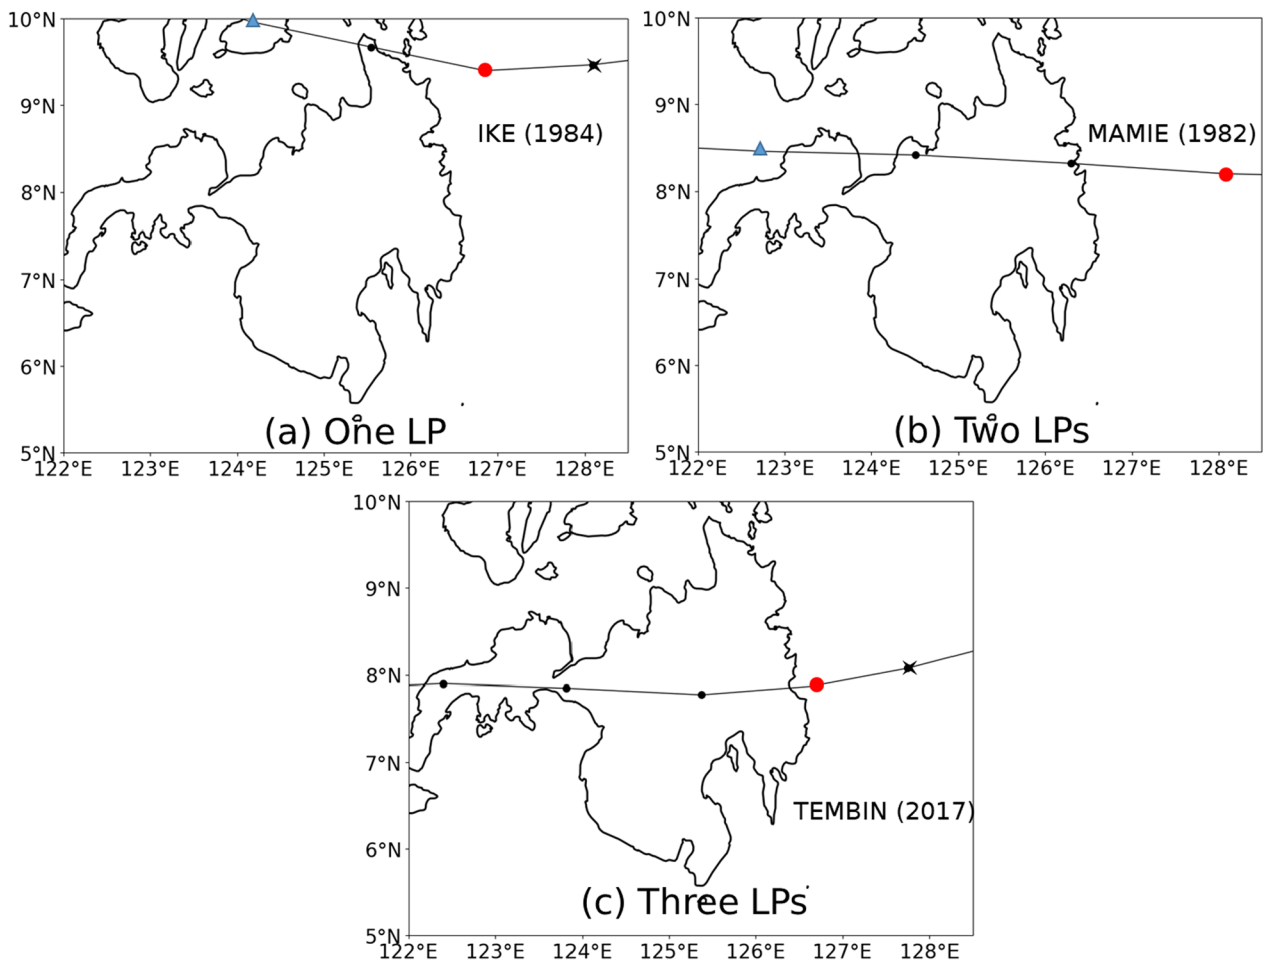 10°N
9°N
8°N
7°N
6°N
5°N
122°E 123°E 124°E 125°E 126°E 127°E 128°E
IKE (1984)
(a) One LP
10°N
9°N
8°N
7°N
6°N
5°N
122°E 123°E 124°E 125°E 126°E 127°E 128°E
MAMIE (1982)
(b) Two LPs
10°N
9°N
8°N
7°N
6°N
5°N
122°E 123°E 124°E 125°E 126°E 127°E 128°E
TEMBIN (2017)
(c) Three LPs